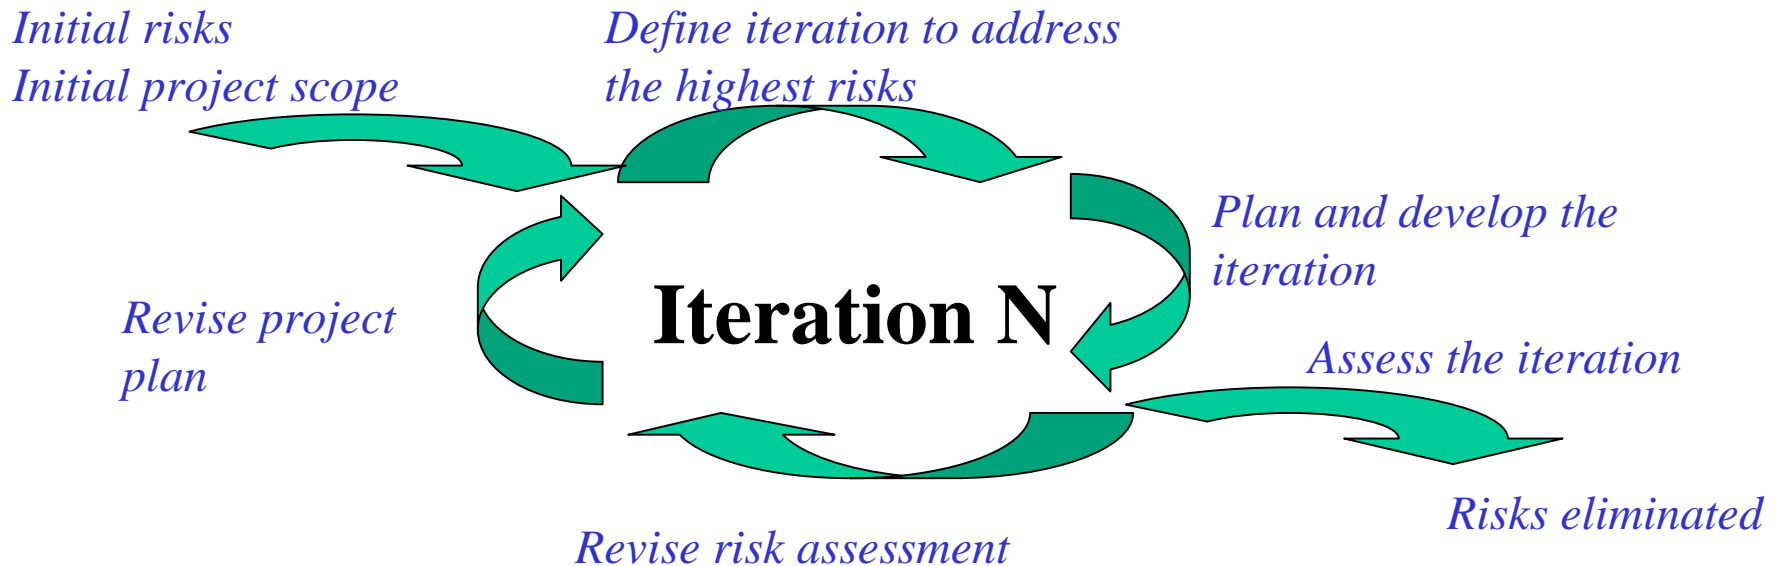 Initial risks
Initial project scope
Define iteration to address
the highest risks
Plan and develop the
iteration
Iteration N
Revise project
plan
Assess the iteration
Risks eliminated
Revise risk assessment